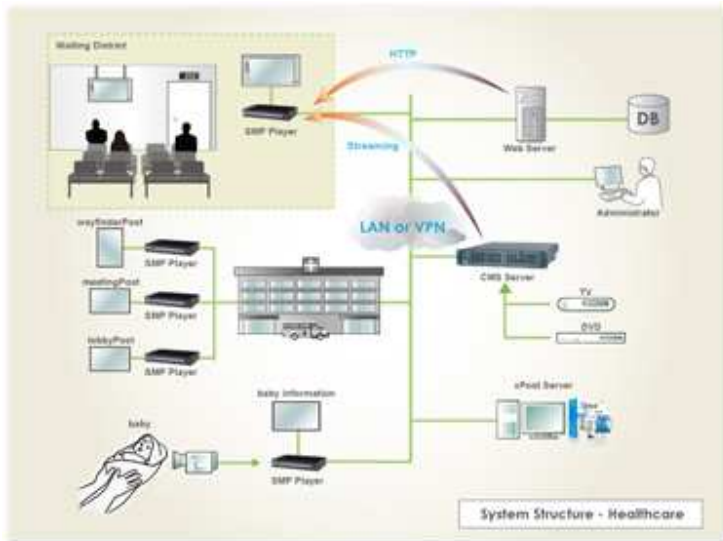 Waiting District
HTTP
SMP Player
DB
Web Server
Streaming
Administrator
LAN or VPN
wayfinderPost
SMP Player
CMS Server
meetingPost
SMP Player
TV
DVD
lobbyPost
SMP Player
baby information
xPost Server
baby
SMP Player
System Structure - Healthcare